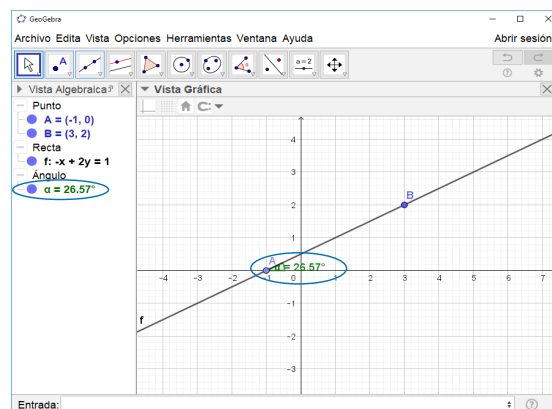 GeoGebra
Archivo Edita Vista Opciones Herramientas Ventana Ayuda Abrir sesión
A a=2
Vista Algebraica Vista Gráfica
Punto
A = (-1, 0)
B = (3, 2)
Recta
f: -x + 2y = 1
Ángulo
α = 26.57°
4
3
2 B
1
A α = 26.57°
-4 -3 -2 -1 0 1 2 3 4 5 6 7
-1
f
-2
-3
Entrada: